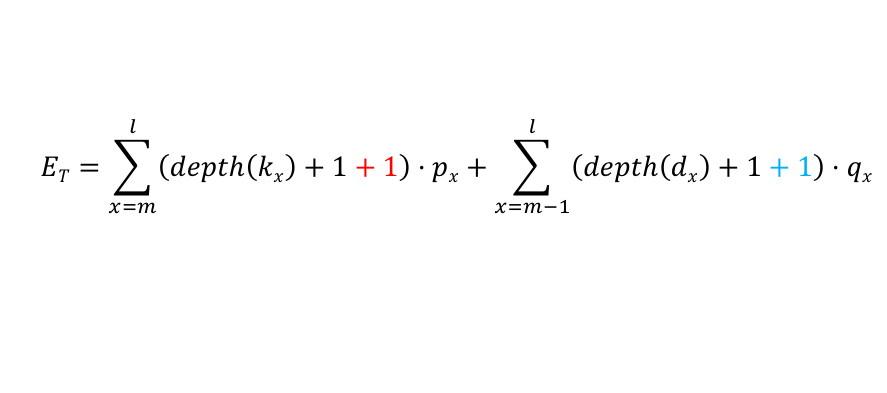 E_T = \sum_{x=m}^{l} (depth(k_x) + 1 + 1) \cdot p_x + \sum_{x=m-1}^{l} (depth(d_x) + 1 + 1) \cdot q_x